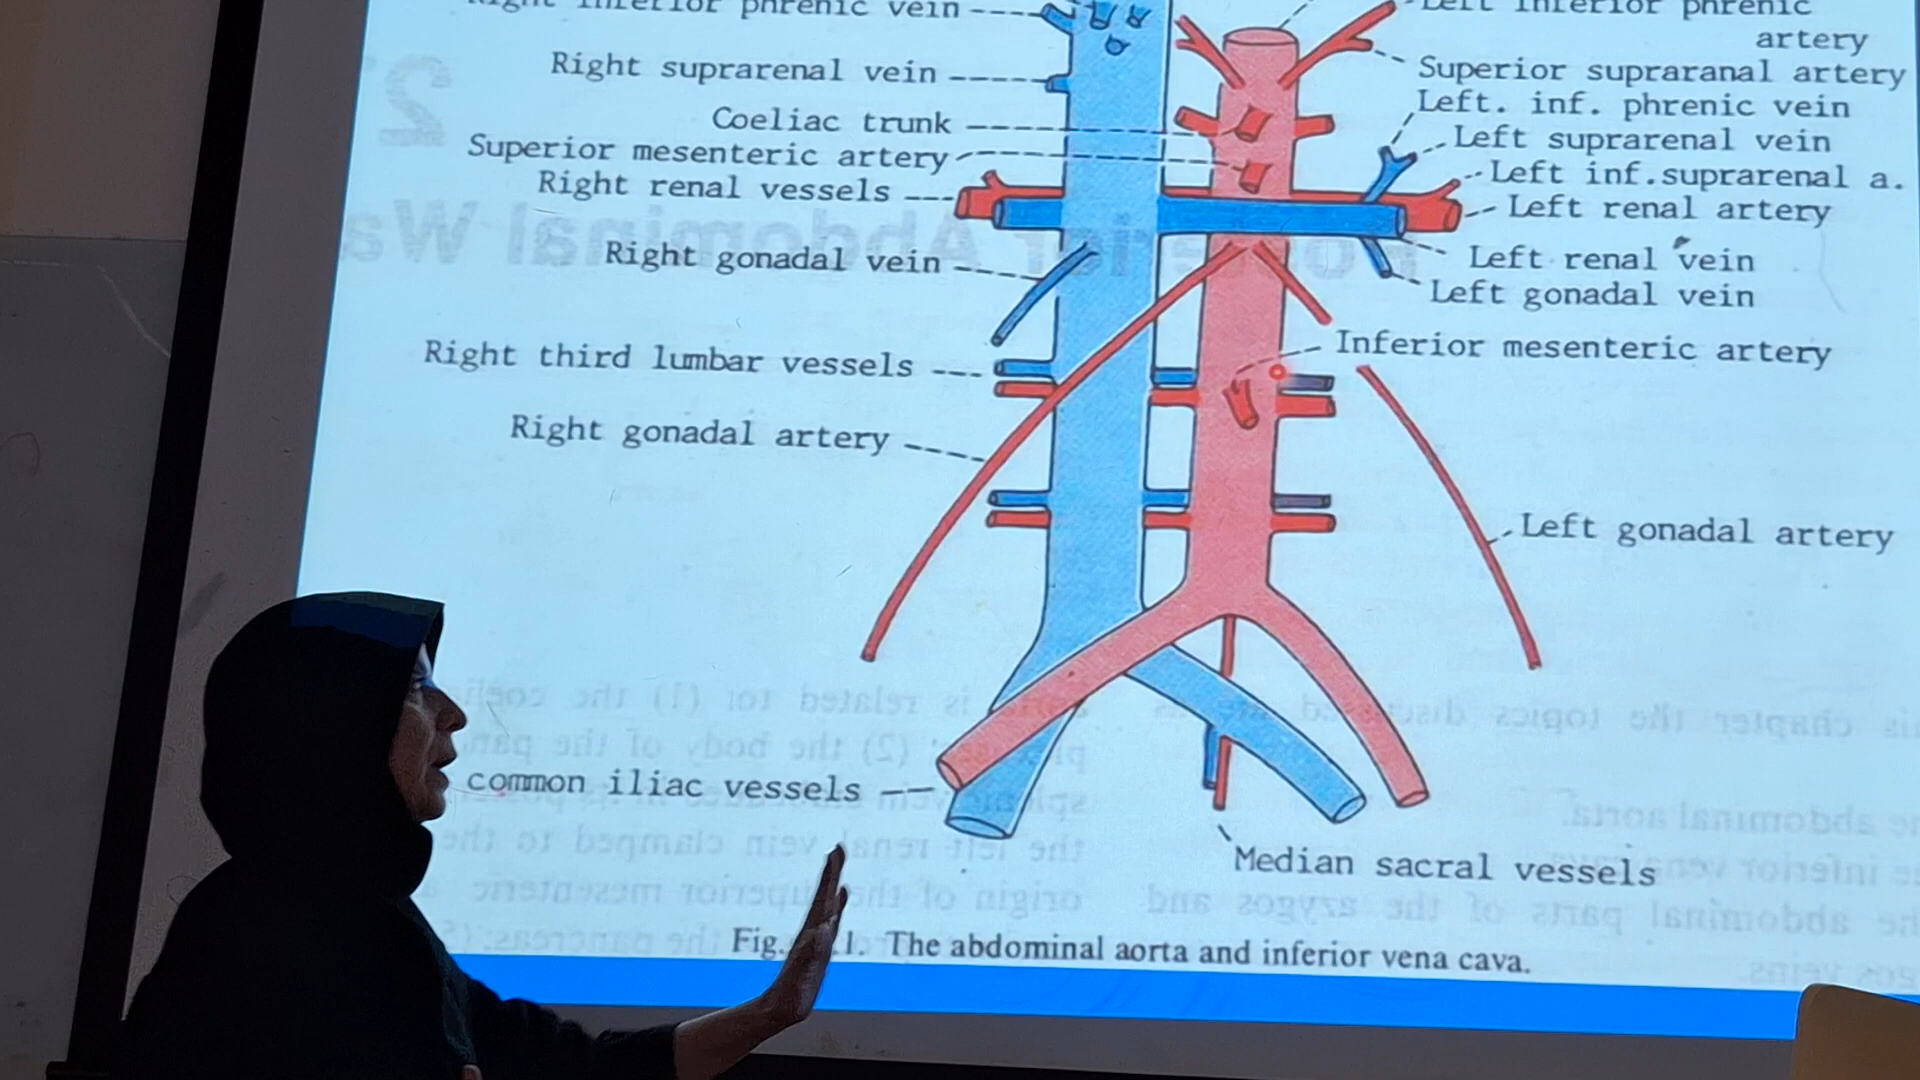 Right inferior phrenic vein
Left inferior phrenic
artery
Right suprarenal vein
Superior supraranal artery
Left. inf. phrenic vein
Coeliac trunk
Left suprarenal vein
Superior mesenteric artery
Left inf.suprarenal a.
Right renal vessels
Left renal artery
Right gonadal vein
Left renal vein
Left gonadal vein
Right third lumbar vessels
Inferior mesenteric artery
Right gonadal artery
Left gonadal artery
common iliac vessels
Median sacral vessels
Fig. 1. The abdominal aorta and inferior vena cava.